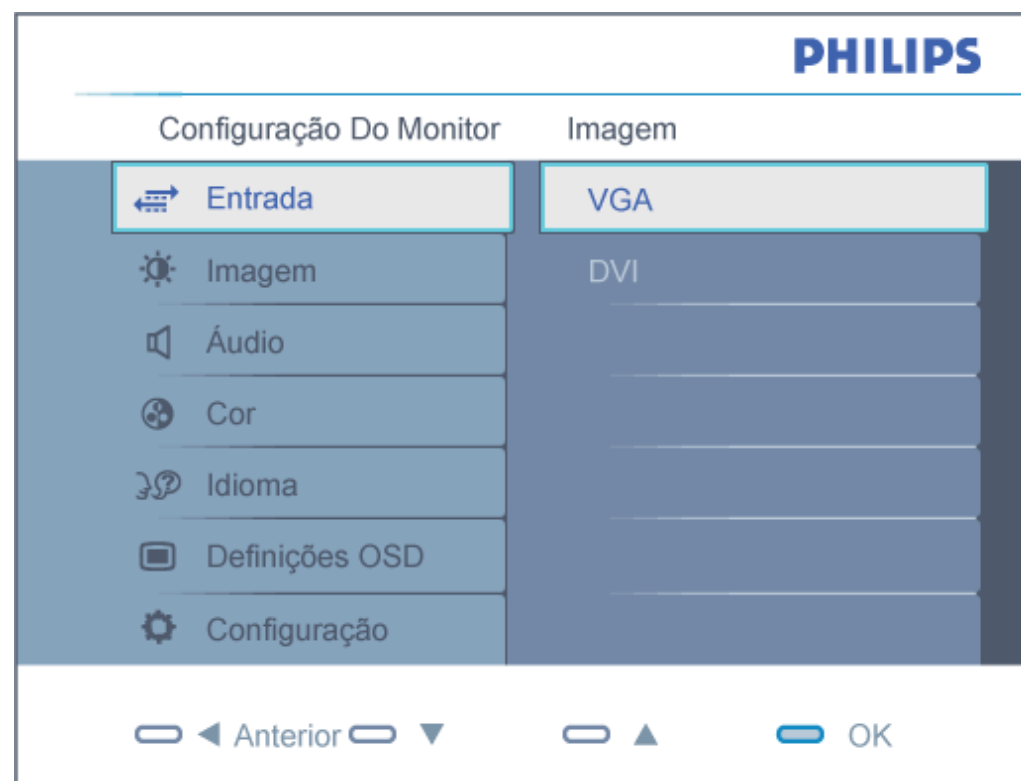 PHILIPS
Configuração Do Monitor Imagem
Entrada VGA
Imagem DVI
Áudio
Cor
Idioma
Definições OSD
Configuração
Anterior OK